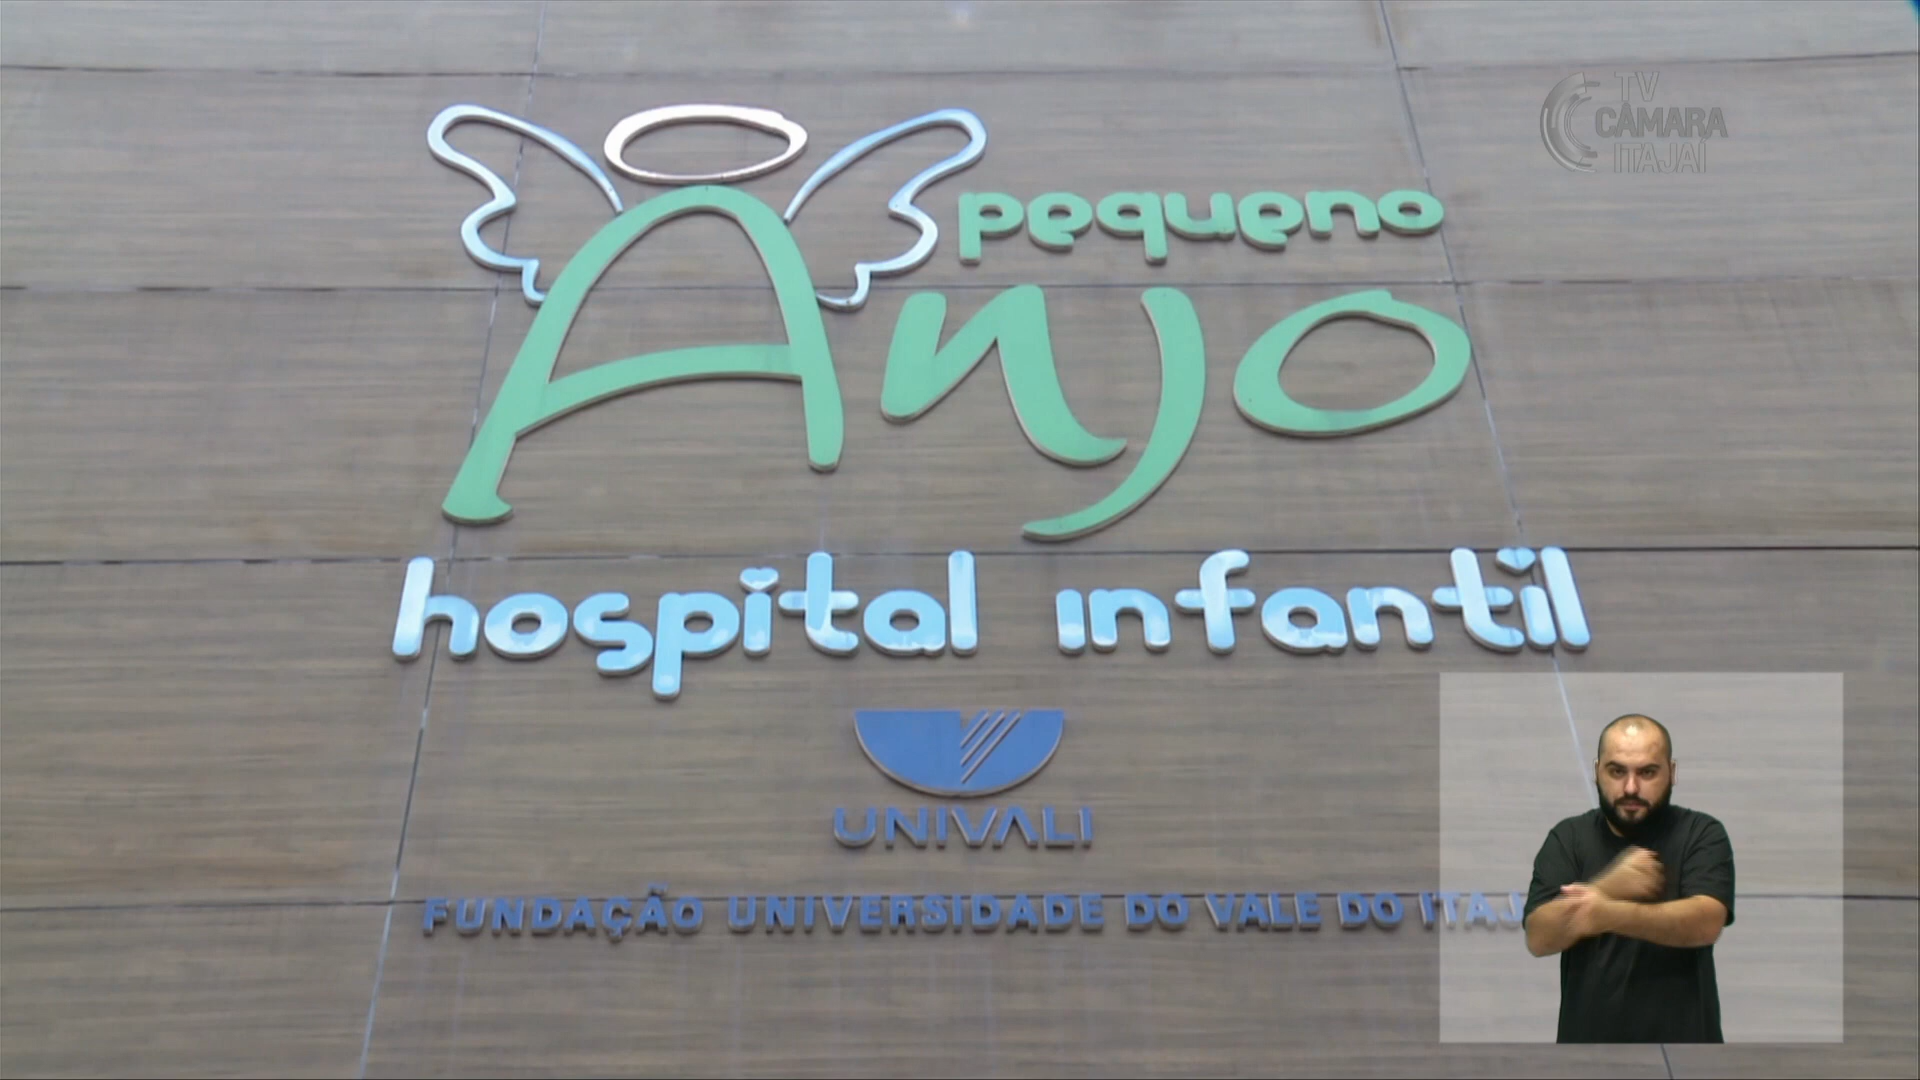 TV
CÂMARA
ITAJAÍ
pequeno
Anjo
hospital infantil
UNIVALI
FUNDAÇÃO UNIVERSIDADE DO VALE DO